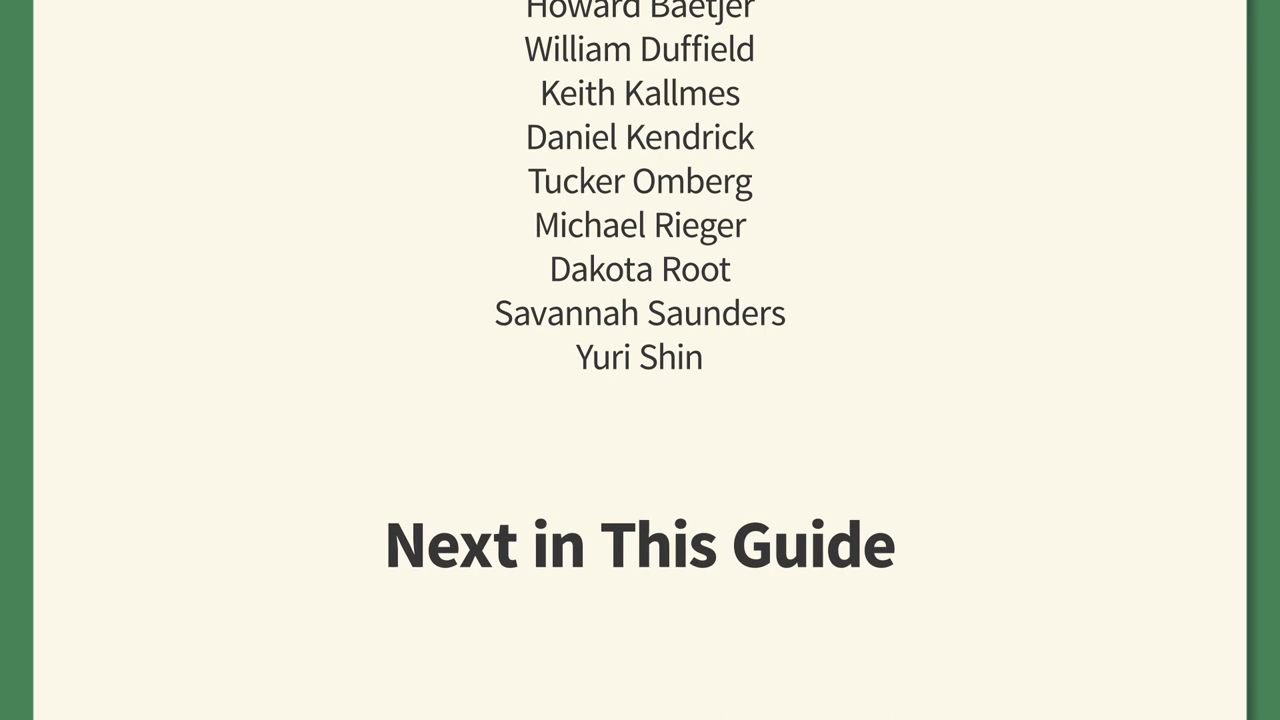 Howard Baetjer
William Duffield
Keith Kallmes
Daniel Kendrick
Tucker Omberg
Michael Rieger
Dakota Root
Savannah Saunders
Yuri Shin
Next in This Guide